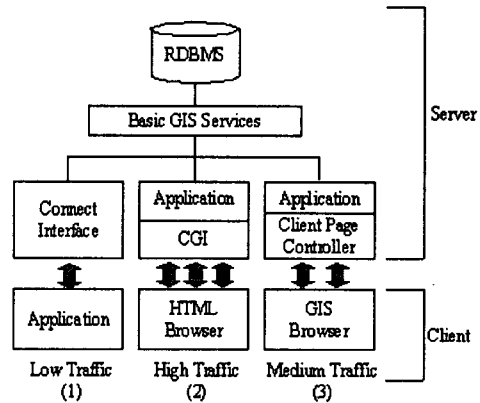 RDBMS
Basic GIS Services
Server
Connect
Interface
Application
CGI
Application
Client Page
Controller
Application
HTML
Browser
GIS
Browser
Client
Low Traffic
(1)
High Traffic
(2)
Medium Traffic
(3)